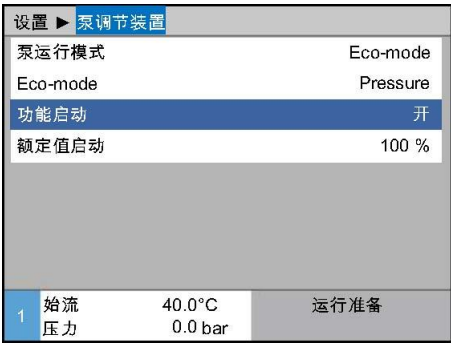 设置 ▶ 泵调节装置
泵运行模式 Eco-mode
Eco-mode Pressure
功能启动 开
额定值启动 100 %
1 始流 40.0°C 运行准备
压力 0.0 bar